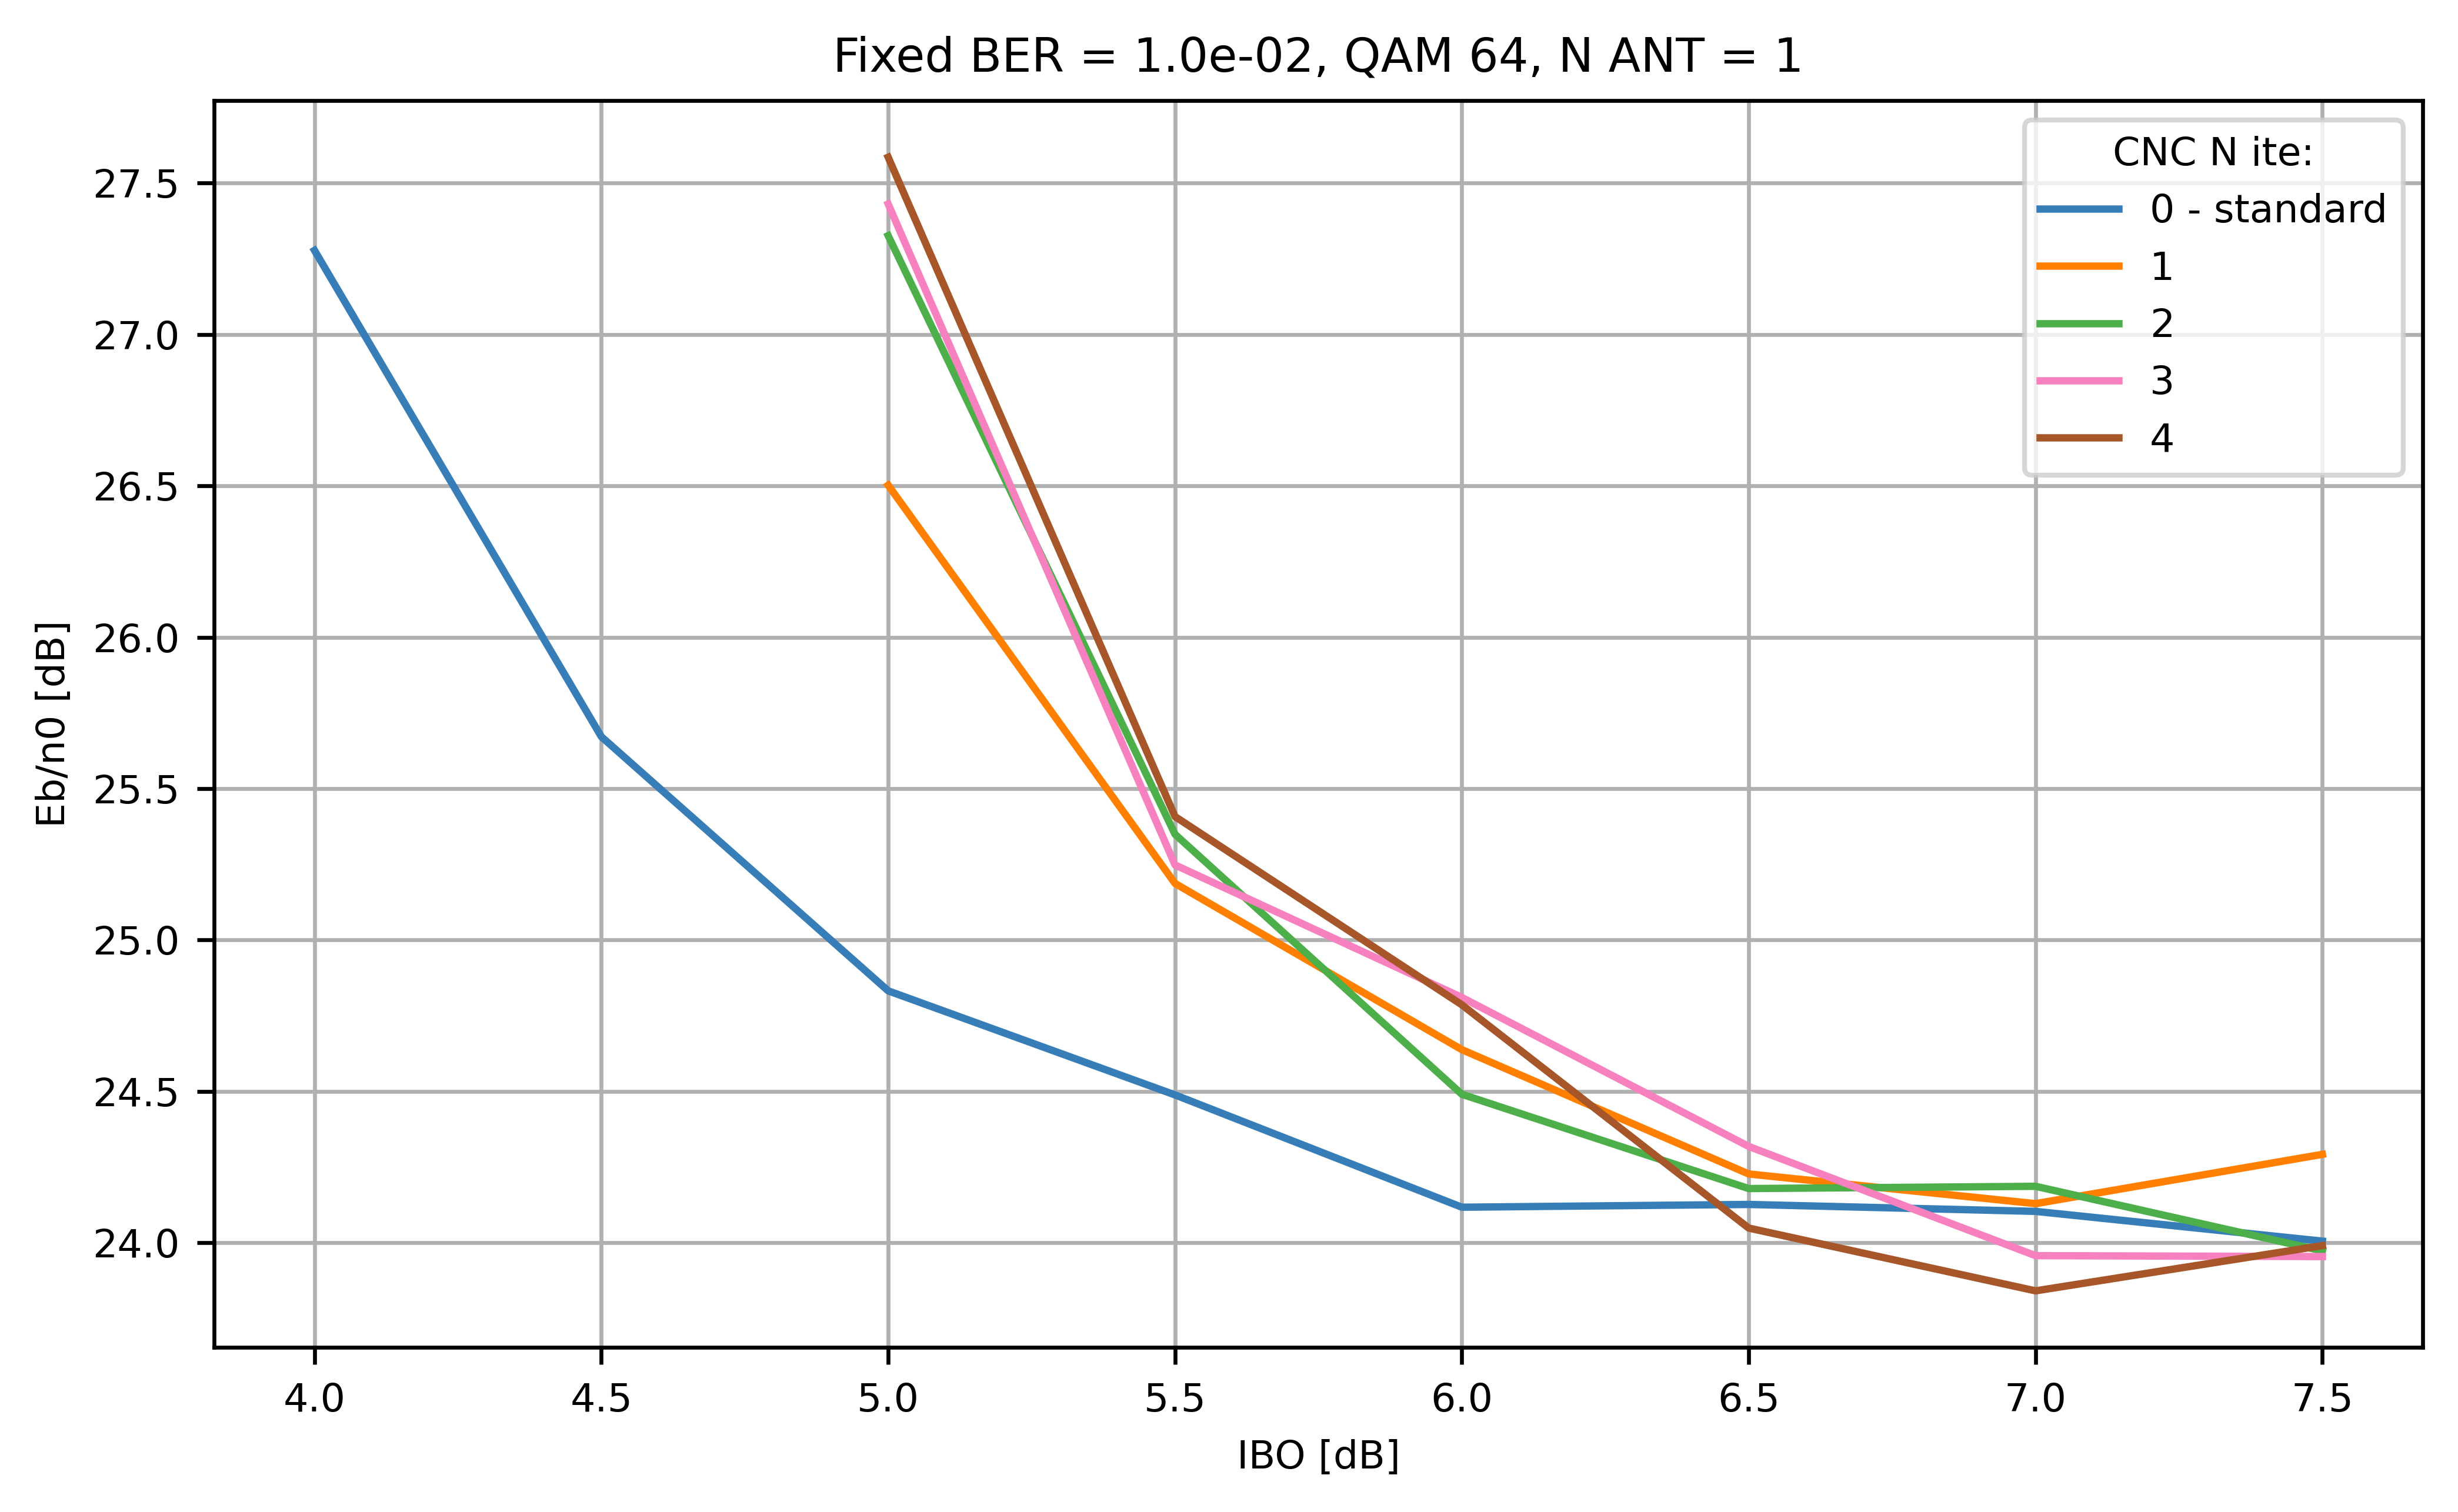 Fixed BER = 1.0e-02, QAM 64, N ANT = 1
CNC N ite:
0 - standard
1
2
3
4
27.5
27.0
26.5
26.0
25.5
25.0
24.5
24.0
Eb/n0 [dB]
4.0 4.5 5.0 5.5 6.0 6.5 7.0 7.5
IBO [dB]